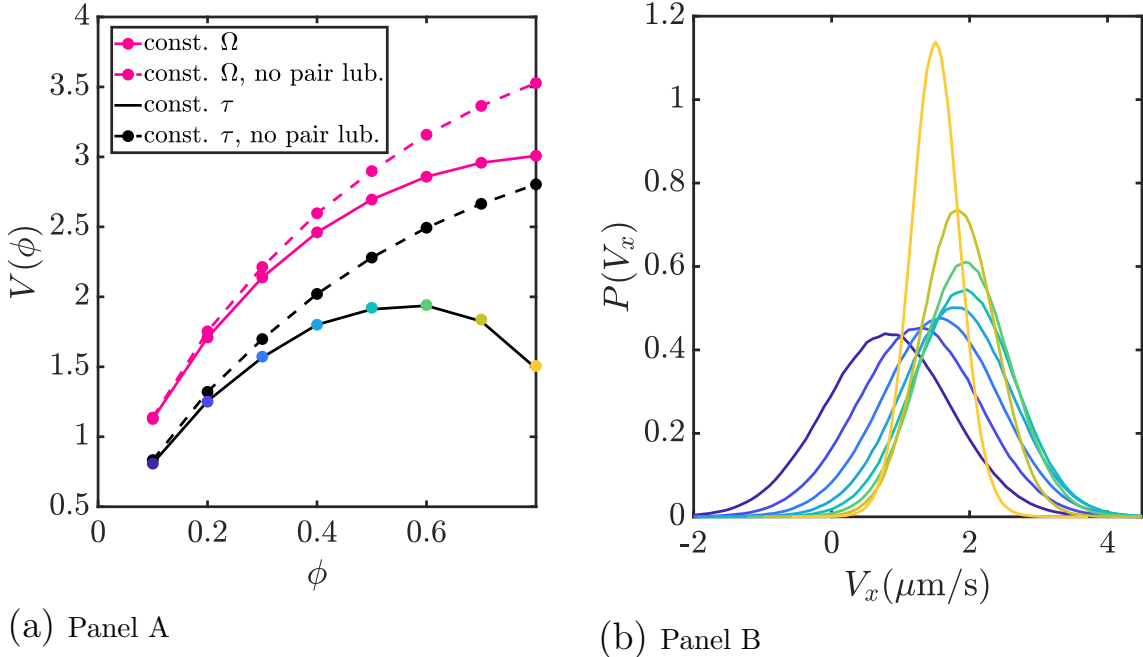 4
3.5
3
2.5
2
1.5
1
0.5
V(ϕ)
const. Ω
const. Ω, no pair lub.
const. τ
const. τ, no pair lub.
0 0.2 0.4 0.6
ϕ
(a) Panel A
1.2
1
0.8
0.6
0.4
0.2
0
P(Vₓ)
-2 0 2 4
Vₓ(μm/s)
(b) Panel B